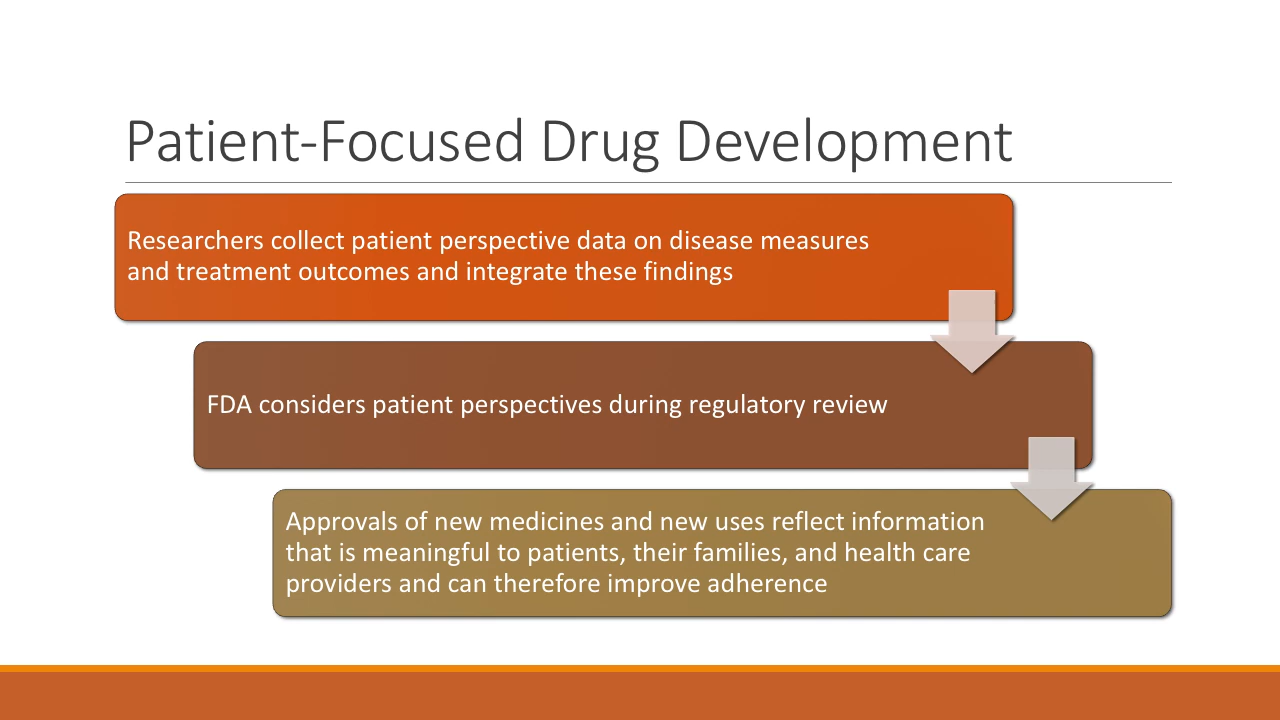 Patient-Focused Drug Development
Researchers collect patient perspective data on disease measures
and treatment outcomes and integrate these findings
FDA considers patient perspectives during regulatory review
Approvals of new medicines and new uses reflect information
that is meaningful to patients, their families, and health care
providers and can therefore improve adherence